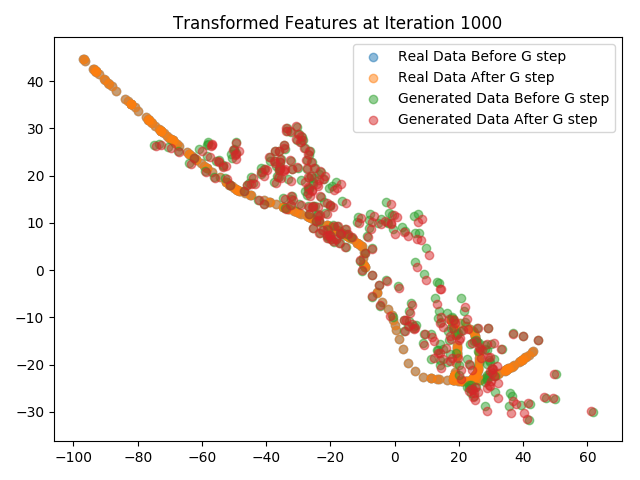 Transformed Features at Iteration 1000
Real Data Before G step
Real Data After G step
Generated Data Before G step
Generated Data After G step
40
30
20
10
0
−10
−20
−30
−100 −80 −60 −40 −20 0 20 40 60